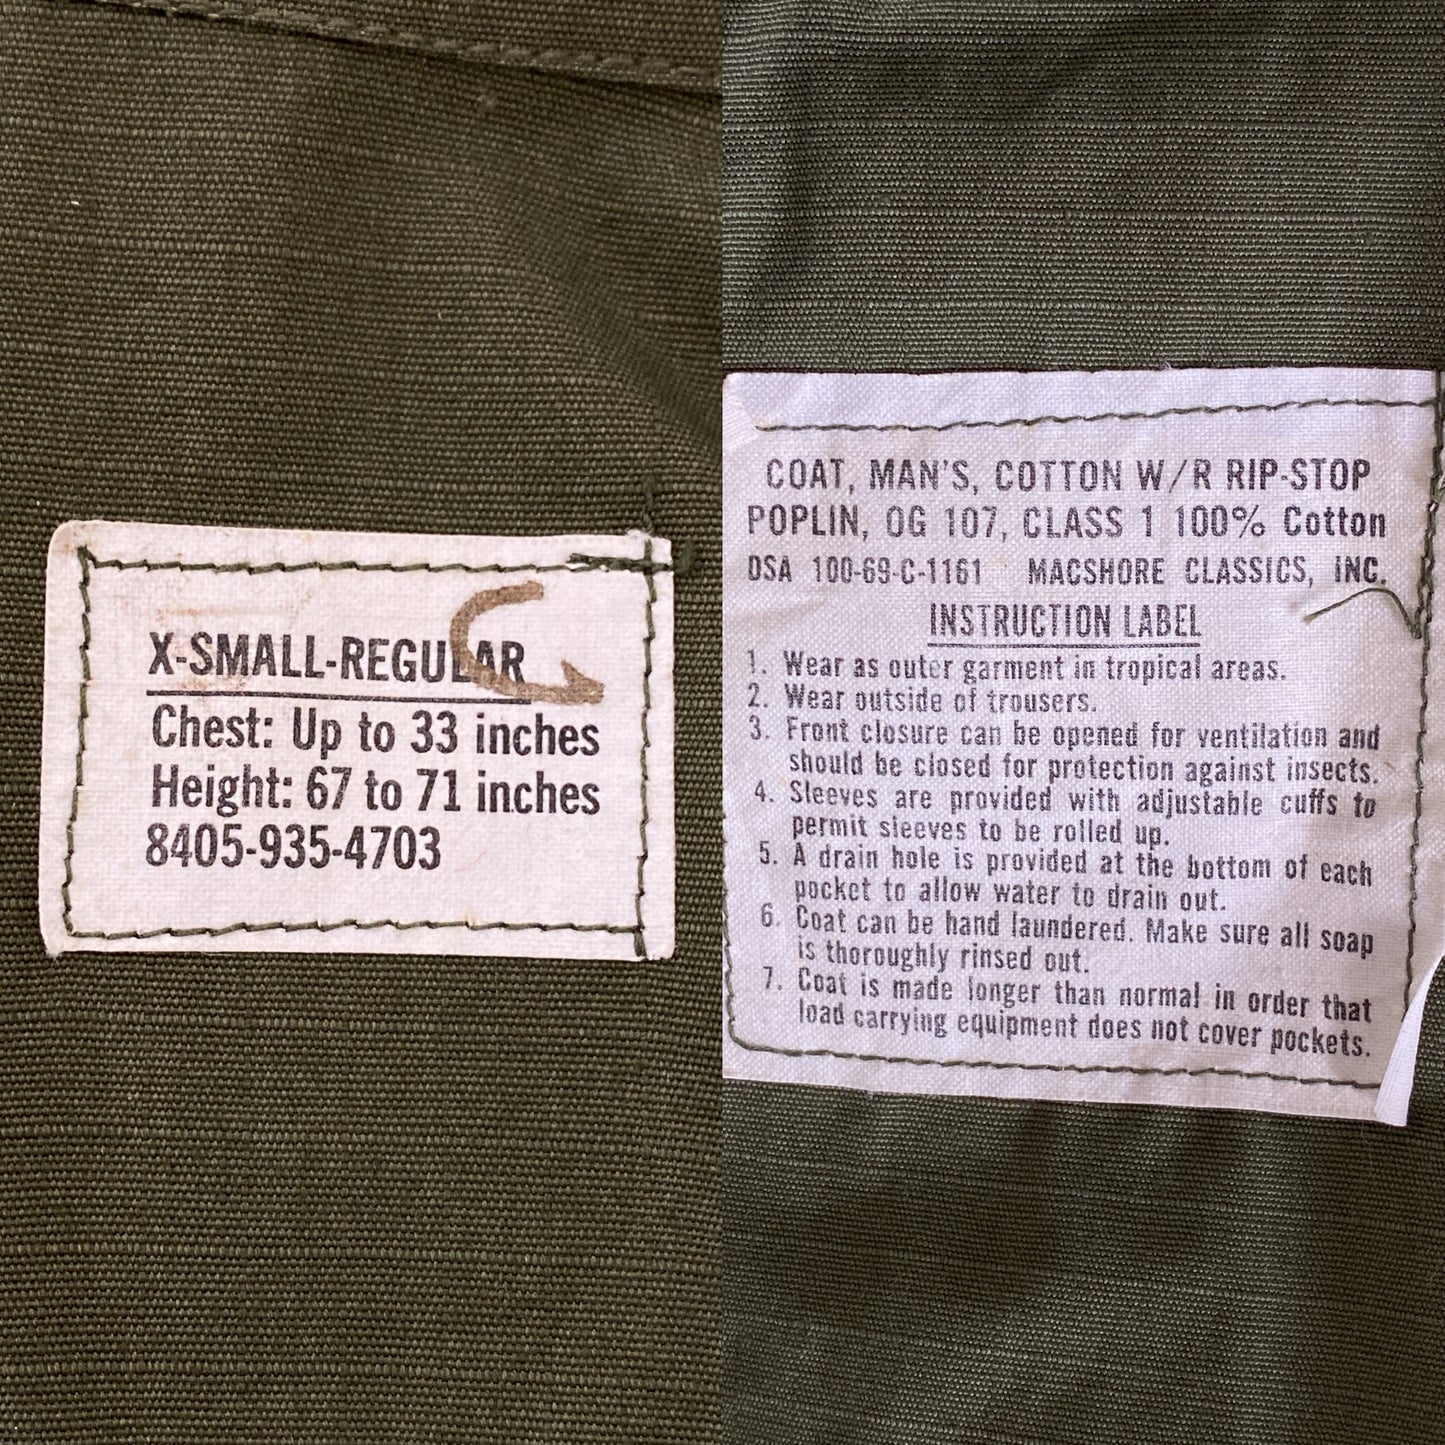 X-SMALL-REGULAR
Chest: Up to 33 inches
Height: 67 to 71 inches
8405-935-4703
COAT, MAN'S, COTTON W/R RIP-STOP
POPLIN, OG 107, CLASS 1 100% Cotton
DSA 100-69-C-1161 MACSHORE CLASSICS, INC.
INSTRUCTION LABEL
1. Wear as outer garment in tropical areas.
2. Wear outside of trousers.
3. Front closure can be opened for ventilation and
should be closed for protection against insects.
4. Sleeves are provided with adjustable cuffs to
permit sleeves to be rolled up.
5. A drain hole is provided at the bottom of each
pocket to allow water to drain out.
6. Coat can be hand laundered. Make sure all soap
is thoroughly rinsed out.
7. Coat is made longer than normal in order that
load carrying equipment does not cover pockets.